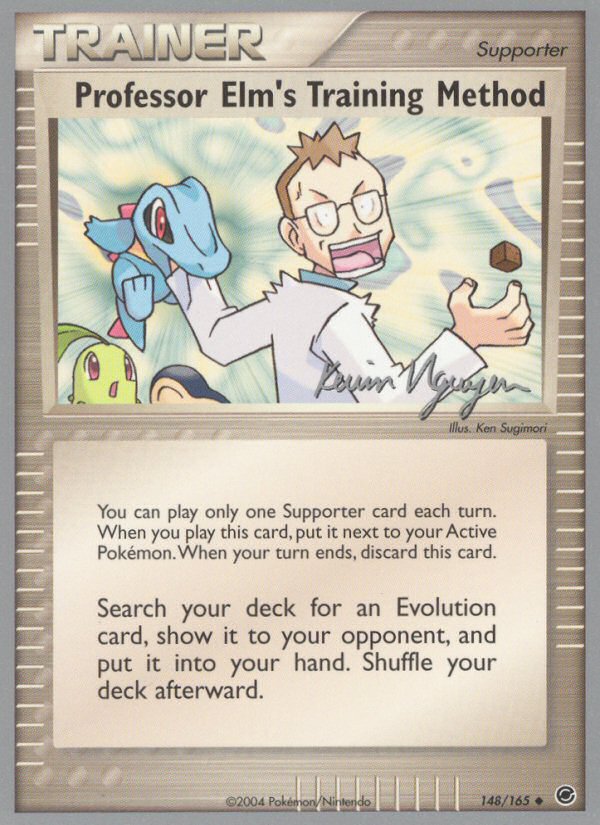 TRAINER
Supporter
Professor Elm's Training Method
Kevin Nguyen
Illus. Ken Sugimori
You can play only one Supporter card each turn.
When you play this card, put it next to your Active
Pokémon. When your turn ends, discard this card.
Search your deck for an Evolution
card, show it to your opponent, and
put it into your hand. Shuffle your
deck afterward.
©2004 Pokémon/Nintendo
148/165 ◆